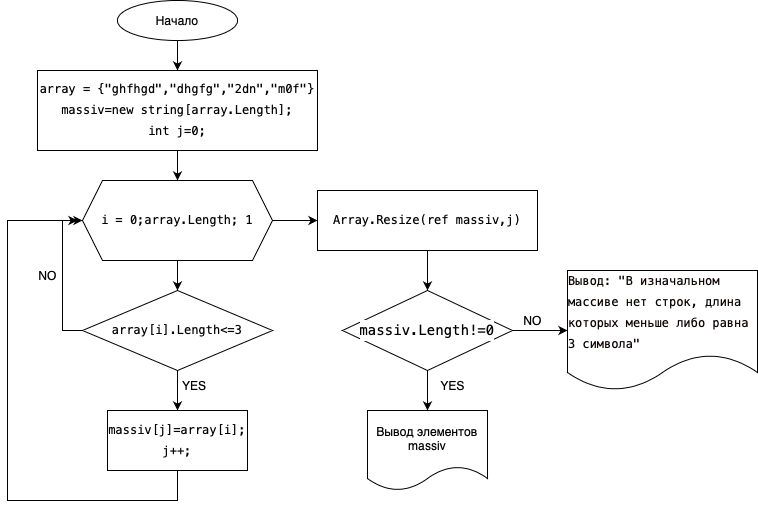 Начало
array = {"ghfhgd","dhgfg","2dn","m0f"}
massiv=new string[array.Length];
int j=0;
i = 0;array.Length; 1
Array.Resize(ref massiv,j)
NO
array[i].Length<=3
massiv.Length!=0
NO
Вывод: "В изначальном
массиве нет строк, длина
которых меньше либо равна
3 символа"
YES
YES
massiv[j]=array[i];
j++;
Вывод элементов
massiv